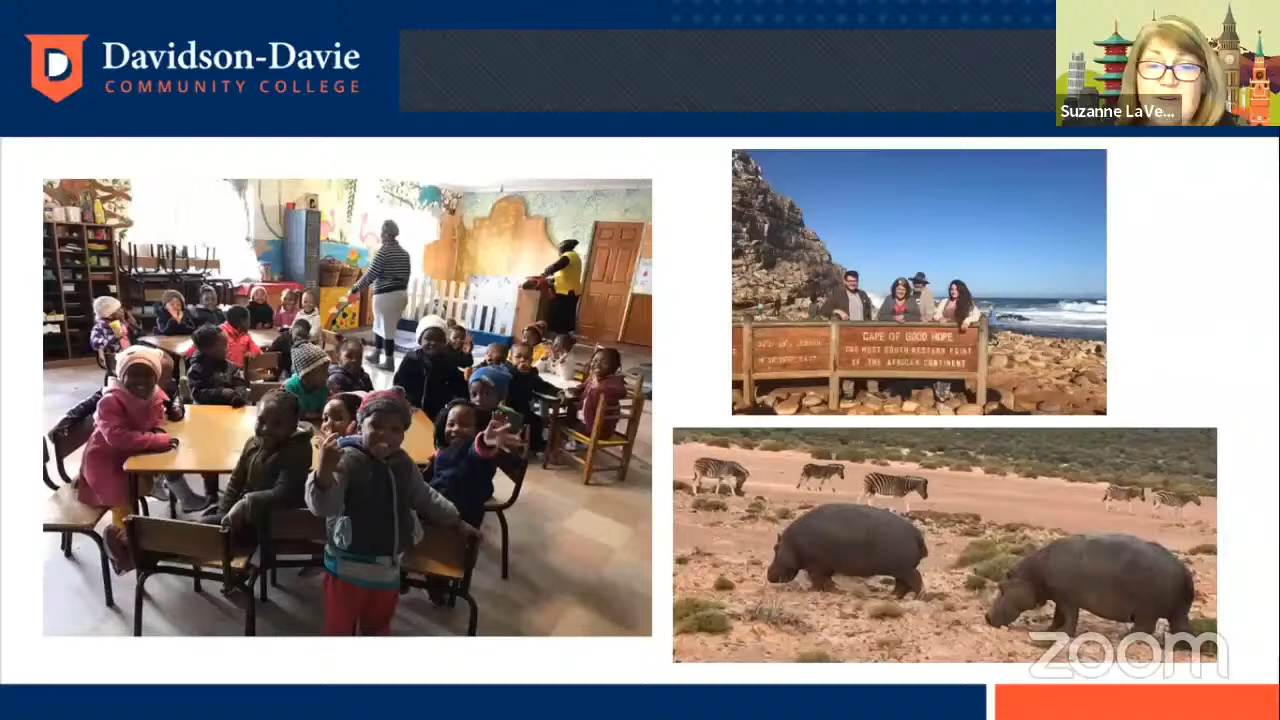 Davidson-Davie
COMMUNITY COLLEGE
Suzanne LaVe...
CAPE OF GOOD HOPE
THE MOST SOUTH-WESTERN POINT
OF THE AFRICAN CONTINENT
zoom